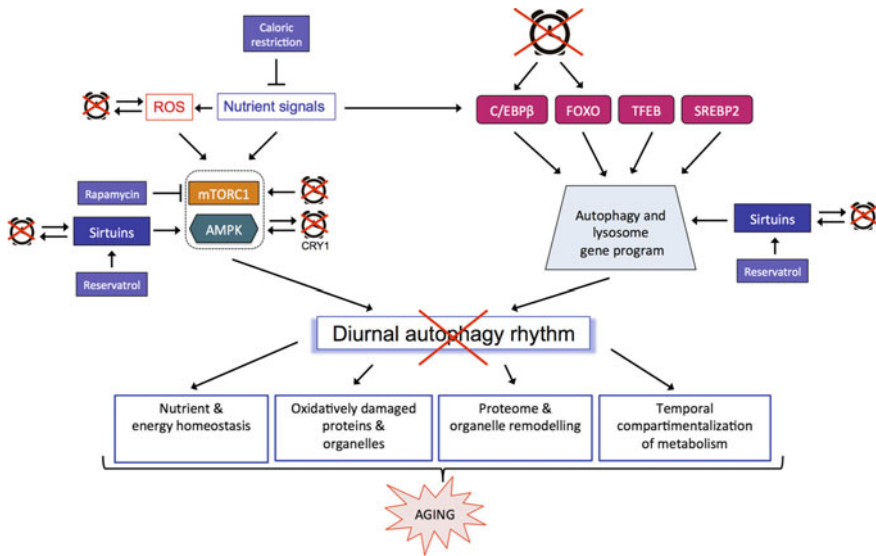 Caloric
restriction
ROS
Nutrient signals
C/EBPβ
FOXO
TFEB
SREBP2
Rapamycin
mTORC1
Sirtuins
AMPK
CRY1
Reservatrol
Autophagy and
lysosome
gene program
Sirtuins
Reservatrol
Diurnal autophagy rhythm
Nutrient &
energy homeostasis
Oxidatively damaged
proteins &
organelles
Proteome &
organelle remodelling
Temporal
compartimentalization
of metabolism
AGING